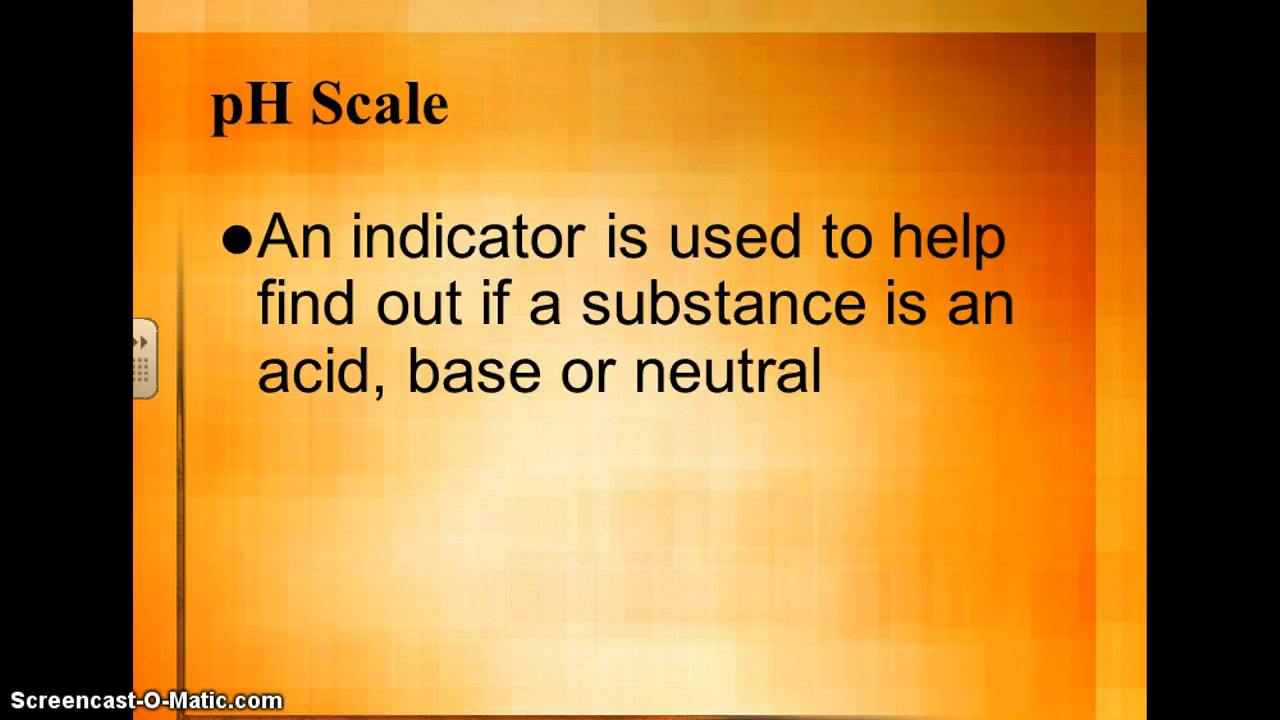 pH Scale
●An indicator is used to help
find out if a substance is an
acid, base or neutral
Screencast-O-Matic.com